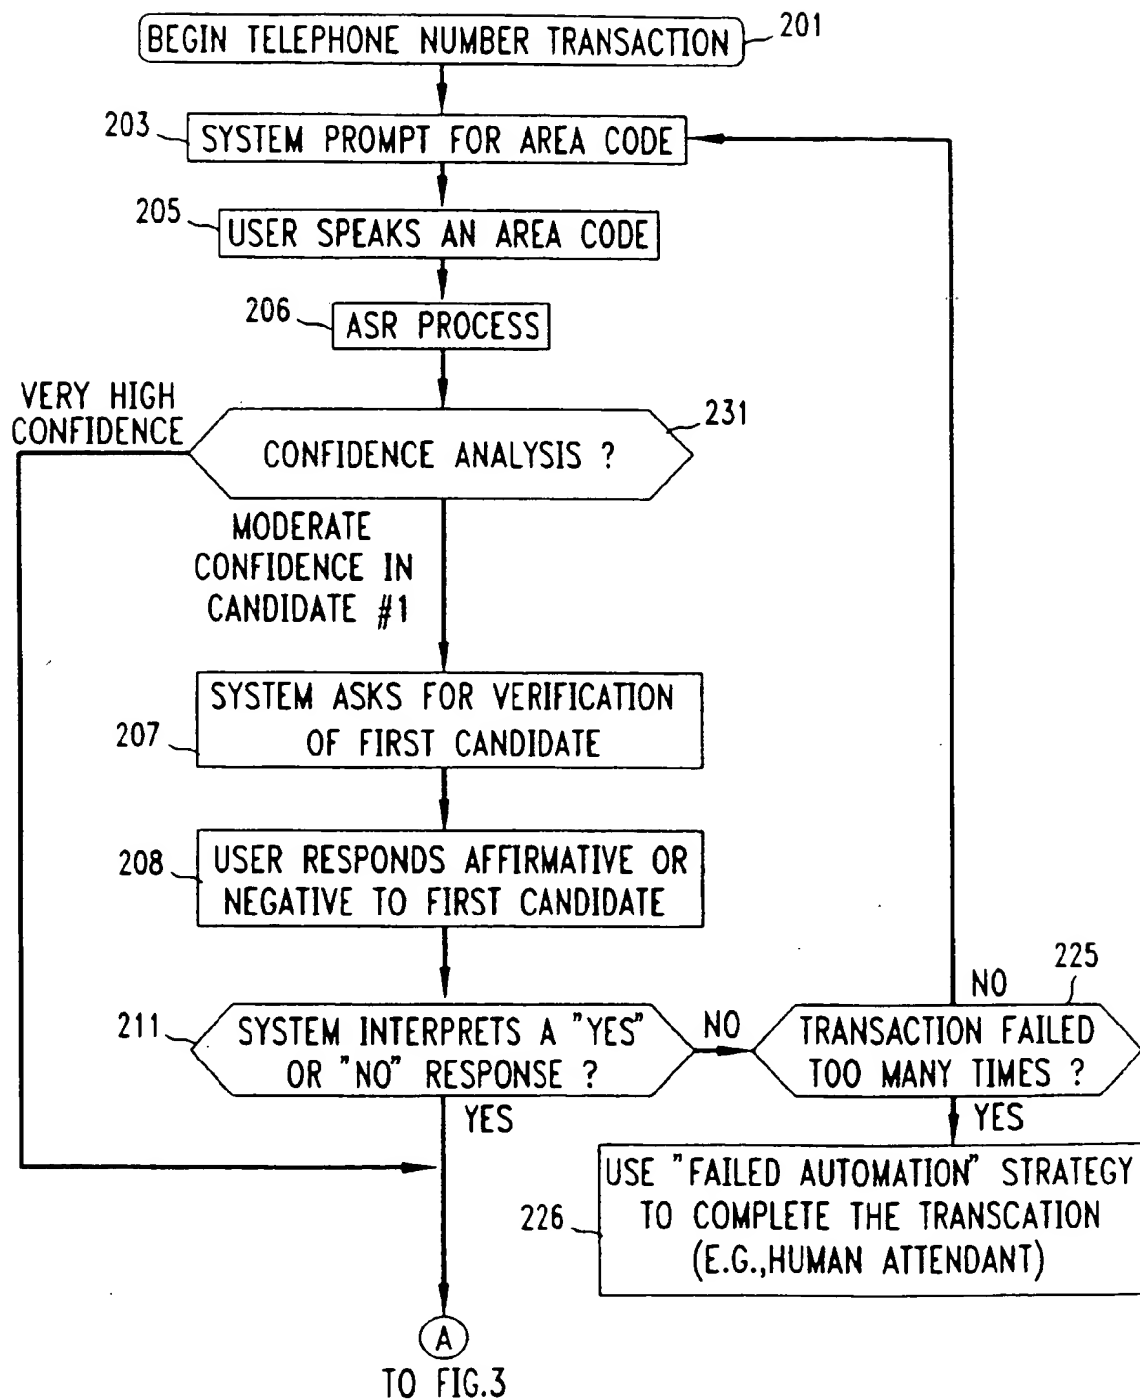 BEGIN TELEPHONE NUMBER TRANSACTION
201
203
SYSTEM PROMPT FOR AREA CODE
205
USER SPEAKS AN AREA CODE
206
ASR PROCESS
VERY HIGH
CONFIDENCE
231
CONFIDENCE ANALYSIS ?
MODERATE
CONFIDENCE IN
CANDIDATE #1
207
SYSTEM ASKS FOR VERIFICATION
OF FIRST CANDIDATE
208
USER RESPONDS AFFIRMATIVE OR
NEGATIVE TO FIRST CANDIDATE
211
SYSTEM INTERPRETS A "YES"
OR "NO" RESPONSE ?
NO
YES
225
NO
TRANSACTION FAILED
TOO MANY TIMES ?
YES
226
USE "FAILED AUTOMATION" STRATEGY
TO COMPLETE THE TRANSCATION
(E.G.,HUMAN ATTENDANT)
A
TO FIG.3